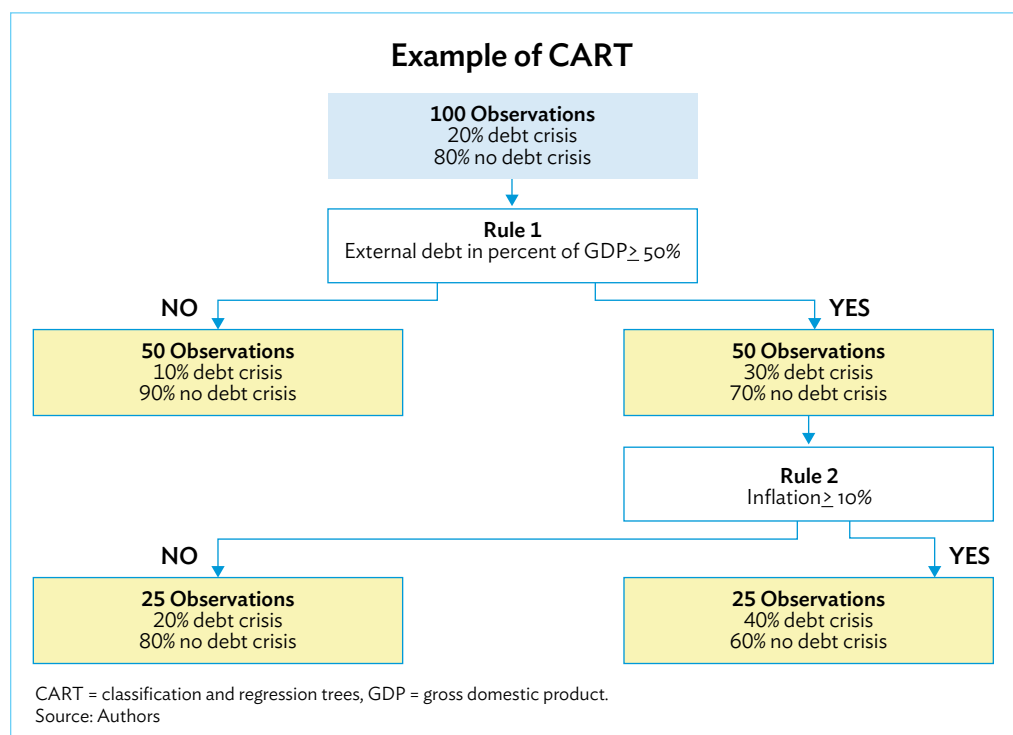 Example of CART
100 Observations
20% debt crisis
80% no debt crisis
Rule 1
External debt in percent of GDP ≥ 50%
NO
YES
50 Observations
10% debt crisis
90% no debt crisis
50 Observations
30% debt crisis
70% no debt crisis
Rule 2
Inflation ≥ 10%
NO
YES
25 Observations
20% debt crisis
80% no debt crisis
25 Observations
40% debt crisis
60% no debt crisis
CART = classification and regression trees, GDP = gross domestic product.
Source: Authors